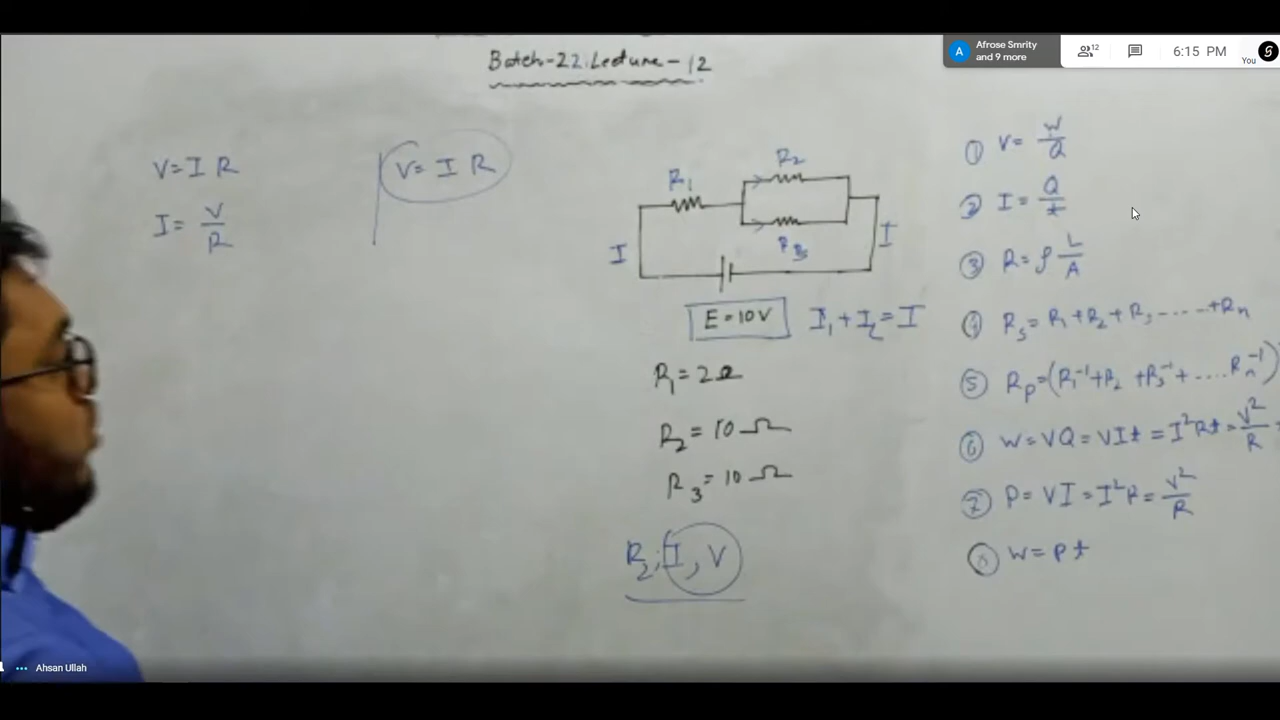 Batch-22, Lecture-12
Afrose Smrity
and 9 more
A
12
6:15 PM
You
V = I R
I = V/R
V = I R
R1
R2
R3
I
I
E = 10V
I1 + I2 = I
R1 = 2Ω
R2 = 10Ω
R3 = 10Ω
R2; I, V
① V = W/Q
② I = Q/t
③ R = ρ L/A
④ Rs = R1 + R2 + R3 ...... + Rn
⑤ Rp = (R1^-1 + R2 + R3^-1 + .... Rn^-1)
⑥ W = VQ = VIt = I²Rt = V²/R
⑦ P = VI = I²R = V²/R
⑧ W = Pt
Ahsan Ullah